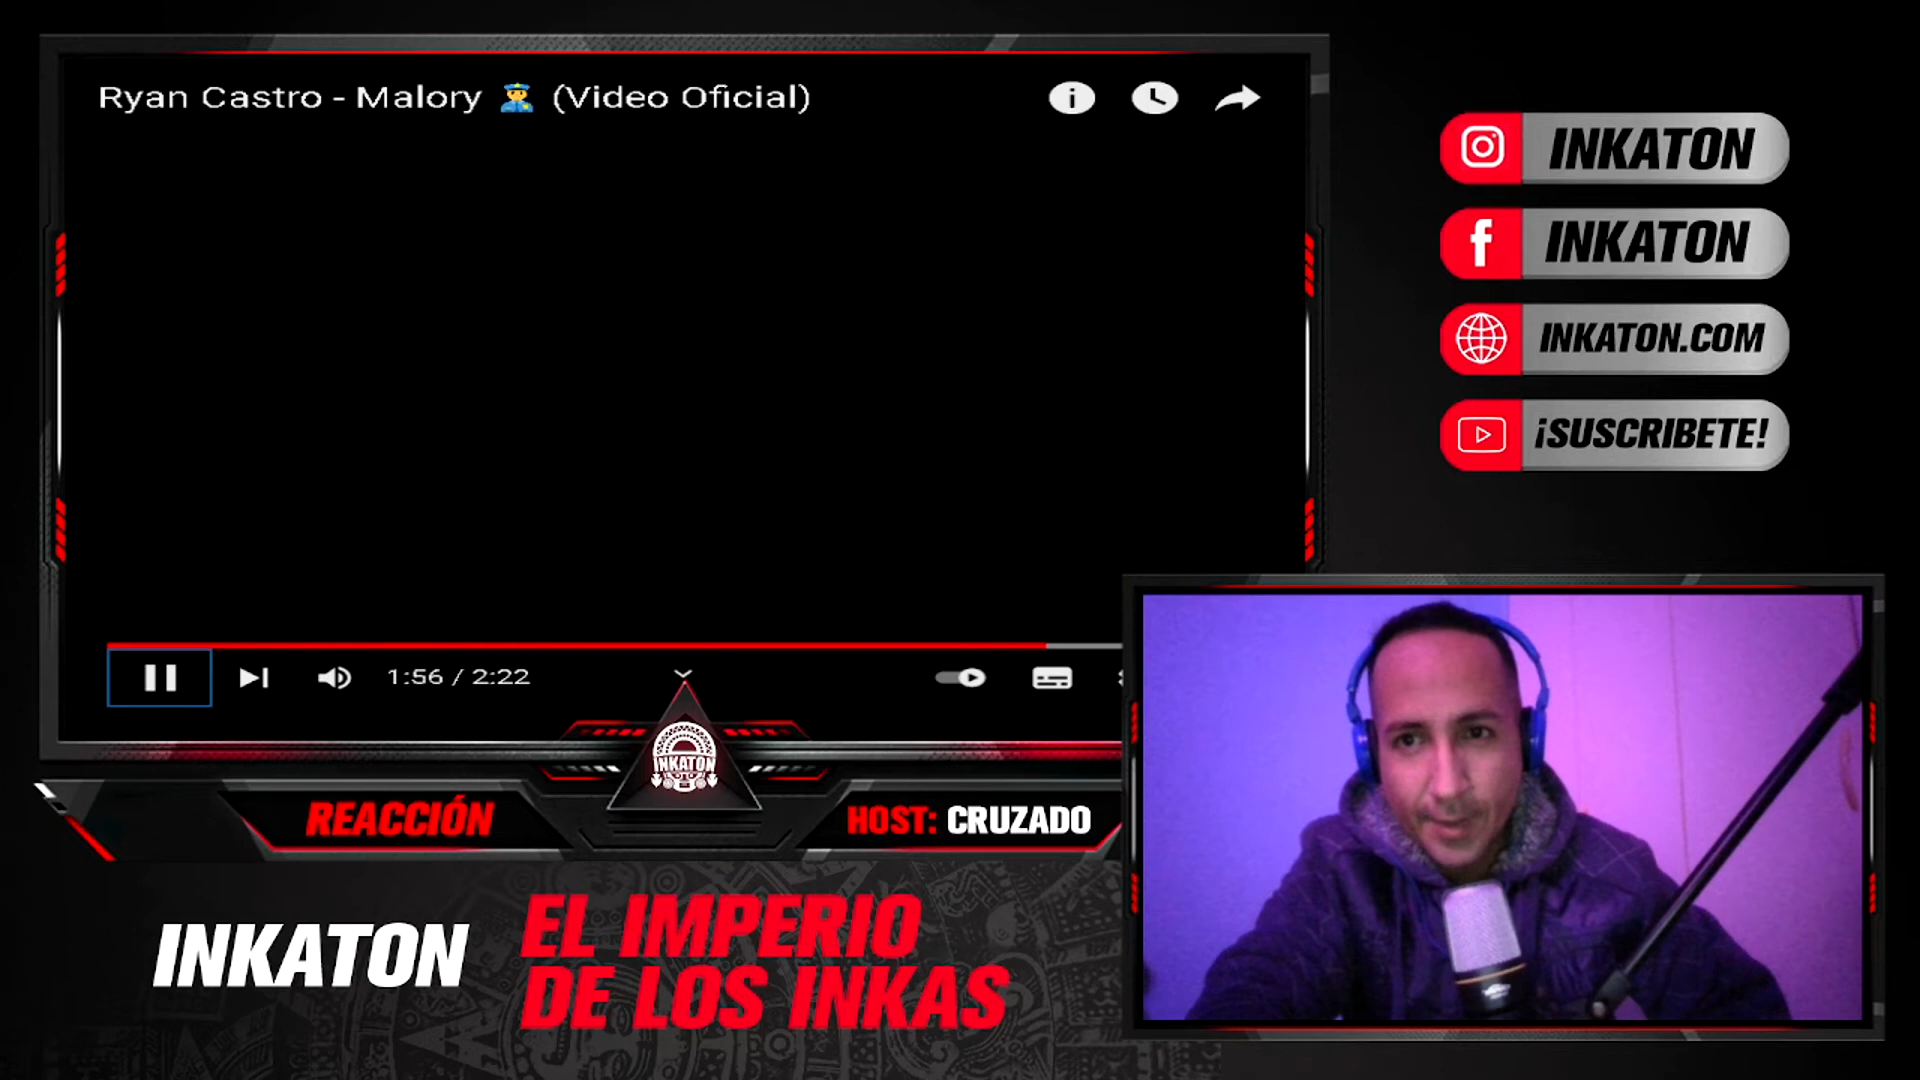 Ryan Castro - Malory 👮 (Video Oficial)
INKATON
INKATON
INKATON.COM
¡SUSCRIBETE!
1:56 / 2:22
INKATON
REACCIÓN
HOST: CRUZADO
INKATON
EL IMPERIO
DE LOS INKAS